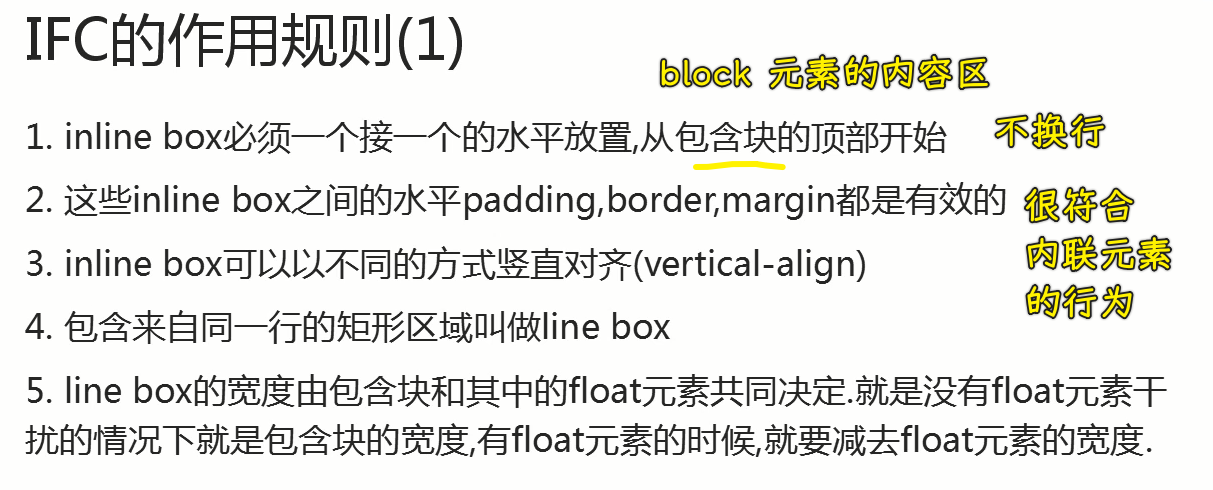 IFC的作用规则(1)
block 元素的内容区
1. inline box必须一个接一个的水平放置,从包含块的顶部开始
不换行
2. 这些inline box之间的水平padding,border,margin都是有效的
很符合
内联元素
的行为
3. inline box可以以不同的方式竖直对齐(vertical-align)
4. 包含来自同一行的矩形区域叫做line box
5. line box的宽度由包含块和其中的float元素共同决定.就是没有float元素干
扰的情况下就是包含块的宽度,有float元素的时候,就要减去float元素的宽度.